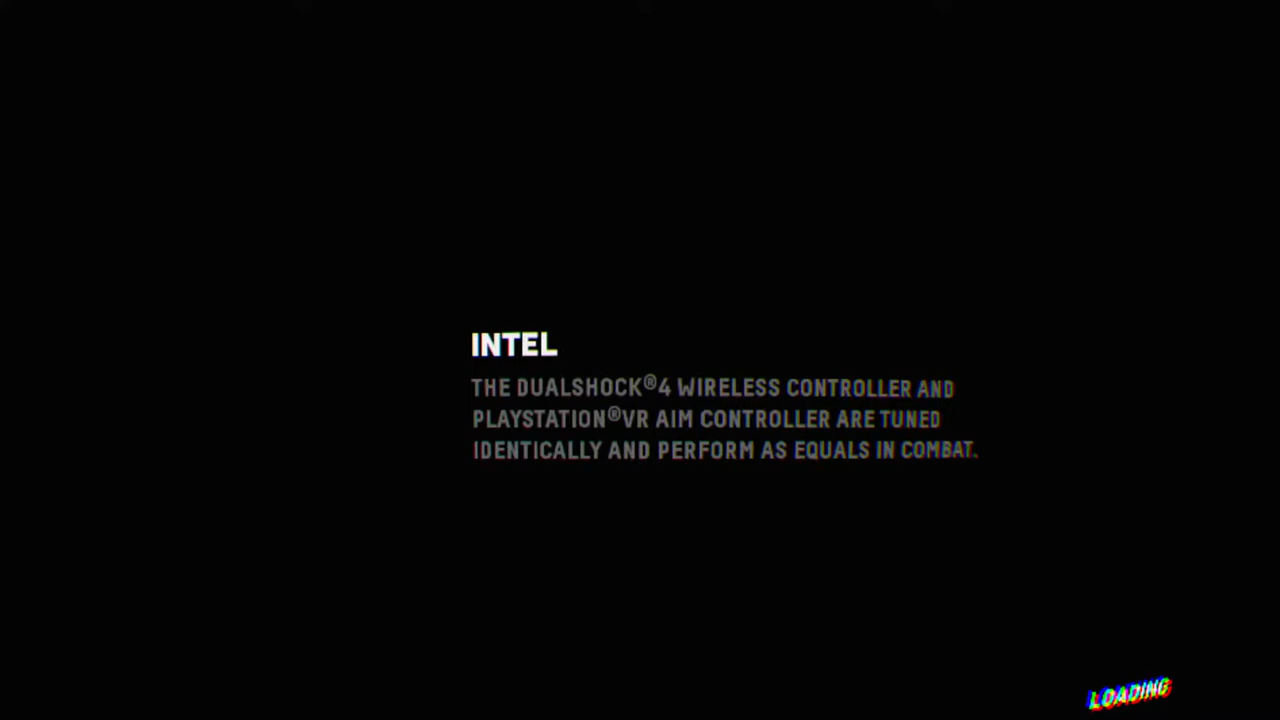 INTEL
THE DUALSHOCK®4 WIRELESS CONTROLLER AND
PLAYSTATION®VR AIM CONTROLLER ARE TUNED
IDENTICALLY AND PERFORM AS EQUALS IN COMBAT.
LOADING